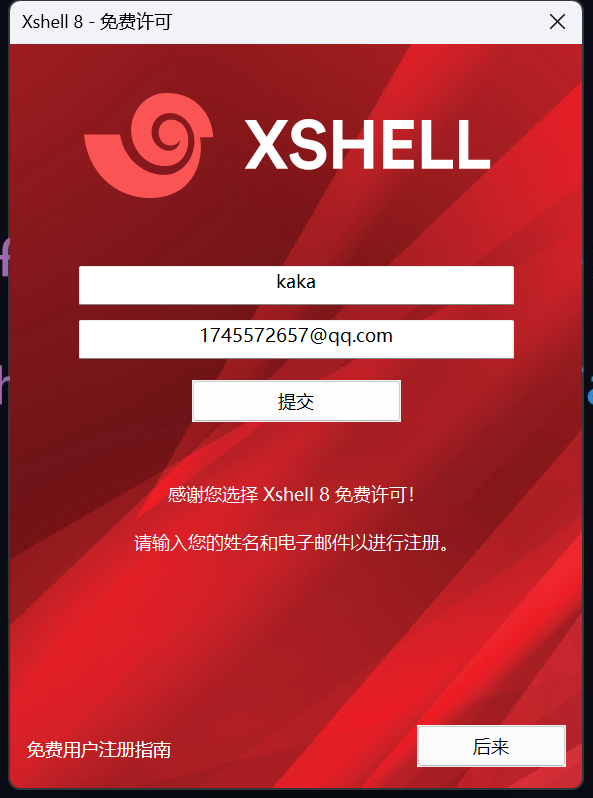 Xshell 8 - 免费许可
XSHELL
kaka
1745572657@qq.com
提交
感谢您选择 Xshell 8 免费许可！
请输入您的姓名和电子邮件以进行注册。
免费用户注册指南
后来